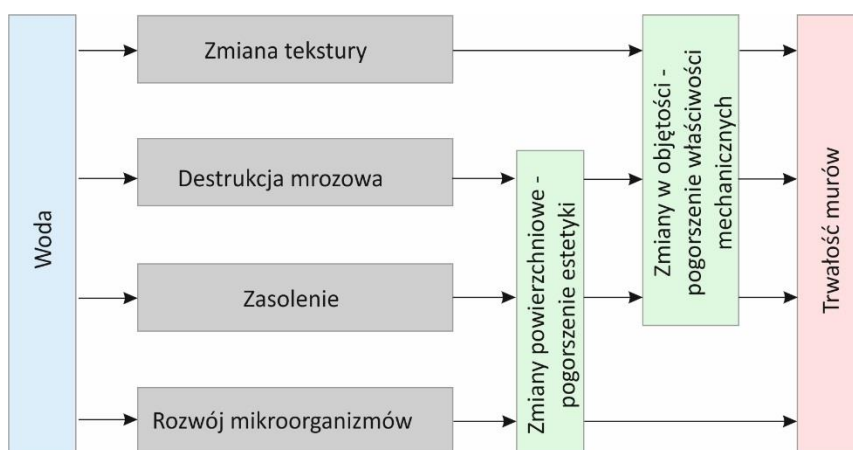 Woda
Zmiana tekstury
Destrukcja mrozowa
Zasolenie
Rozwój mikroorganizmów
Zmiany powierzchniowe -
pogorszenie estetyki
Zmiany w objętości -
pogorszenie właściwości
mechanicznych
Trwałość murów